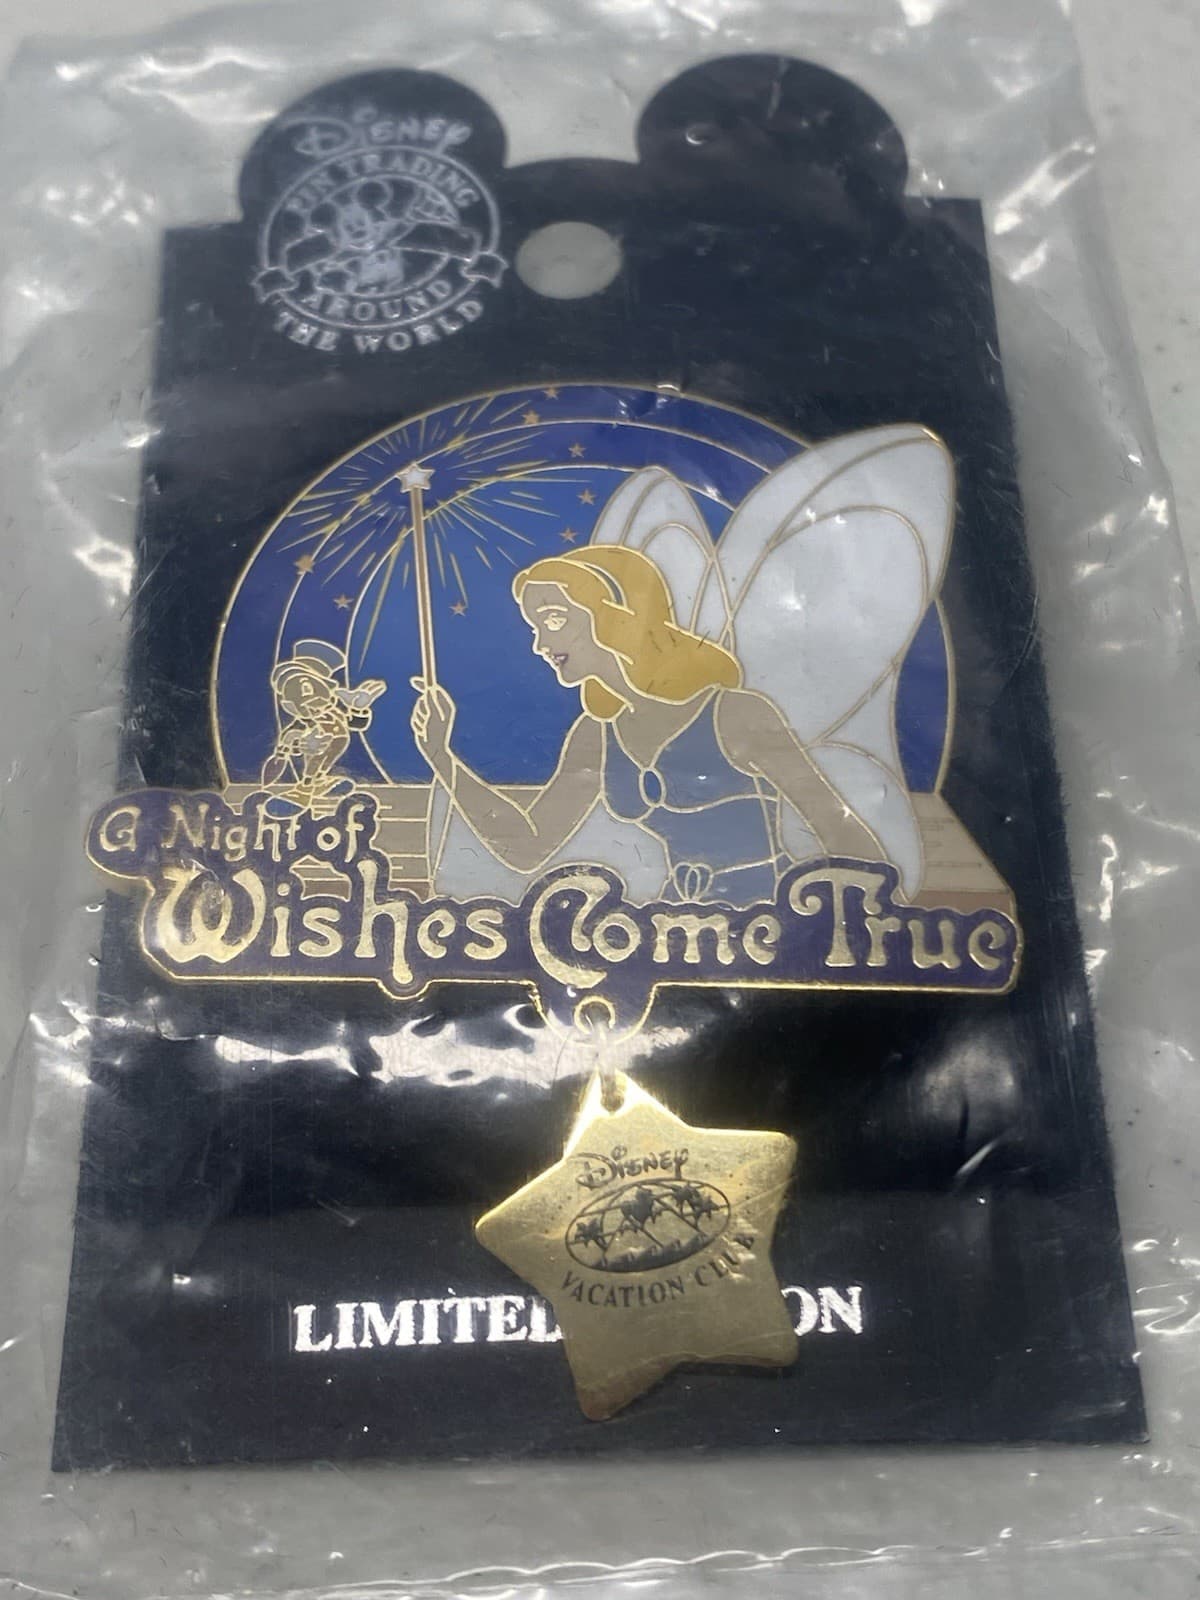 Disney
PIN TRADING
AROUND
THE WORLD
A Night of
Wishes Come True
Disney
VACATION CLUB
LIMITED ON